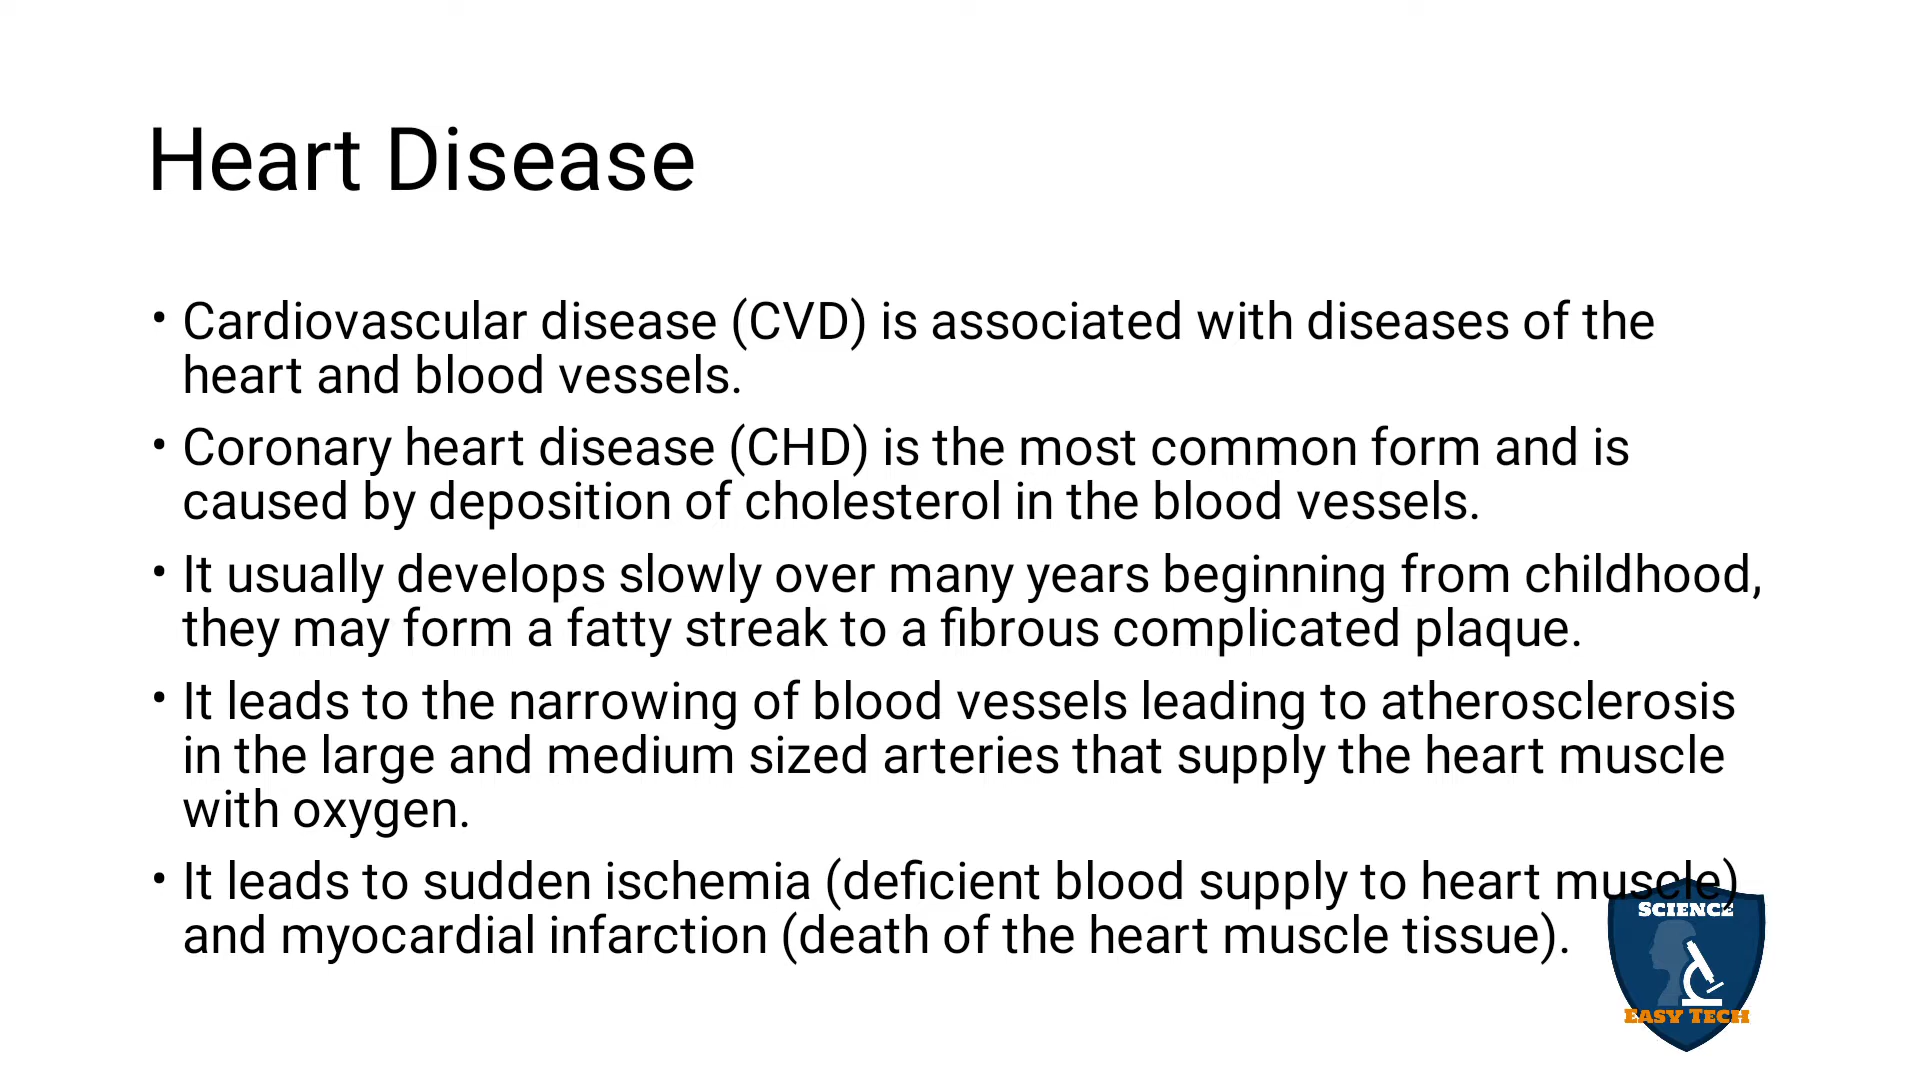 Heart Disease
• Cardiovascular disease (CVD) is associated with diseases of the
heart and blood vessels.
• Coronary heart disease (CHD) is the most common form and is
caused by deposition of cholesterol in the blood vessels.
• It usually develops slowly over many years beginning from childhood,
they may form a fatty streak to a fibrous complicated plaque.
• It leads to the narrowing of blood vessels leading to atherosclerosis
in the large and medium sized arteries that supply the heart muscle
with oxygen.
• It leads to sudden ischemia (deficient blood supply to heart muscle)
and myocardial infarction (death of the heart muscle tissue).
SCIENCE
EASY TECH